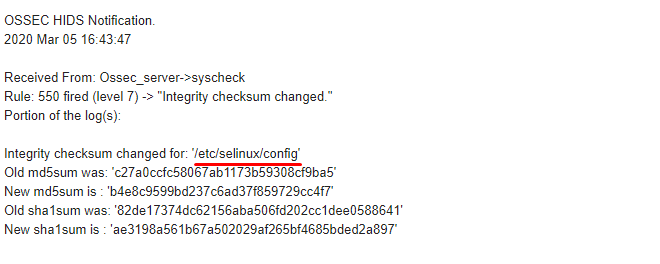 OSSEC HIDS Notification.
2020 Mar 05 16:43:47
Received From: Ossec_server->syscheck
Rule: 550 fired (level 7) -> "Integrity checksum changed."
Portion of the log(s):
Integrity checksum changed for: '/etc/selinux/config'
Old md5sum was: 'c27a0ccfc58067ab1173b59308cf9ba5'
New md5sum is : 'b4e8c9599bd237c6ad37f859729cc4f7'
Old sha1sum was: '82de17374dc62156aba506fd202cc1dee0588641'
New sha1sum is : 'ae3198a561b67a502029af265bf4685bded2a897'